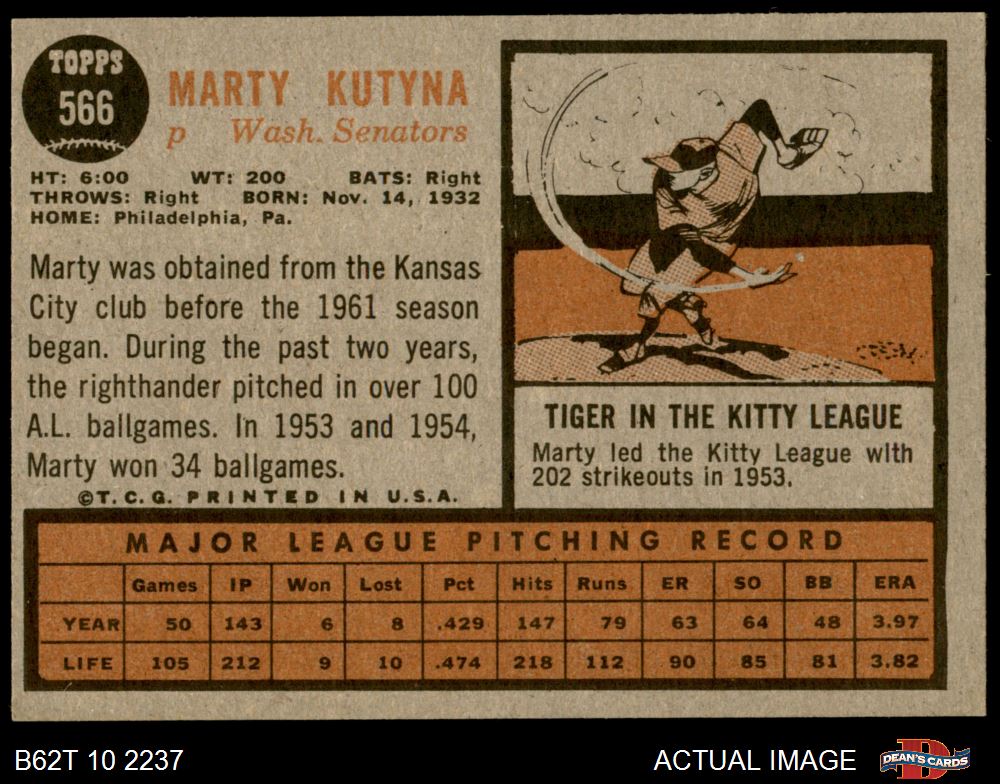 TOPPS
566
MARTY KUTYNA
p Wash. Senators
HT: 6:00 WT: 200 BATS: Right
THROWS: Right BORN: Nov. 14, 1932
HOME: Philadelphia, Pa.
Marty was obtained from the Kansas
City club before the 1961 season
began. During the past two years,
the righthander pitched in over 100
A.L. ballgames. In 1953 and 1954,
Marty won 34 ballgames.
©T.C.G. PRINTED IN U.S.A.
TIGER IN THE KITTY LEAGUE
Marty led the Kitty League with
202 strikeouts in 1953.
MAJOR LEAGUE PITCHING RECORD
Games IP Won Lost Pct Hits Runs ER SO BB ERA
YEAR 50 143 6 8 .429 147 79 63 64 48 3.97
LIFE 105 212 9 10 .474 218 112 90 85 81 3.82
B62T 10 2237
ACTUAL IMAGE
DEAN'S CARDS